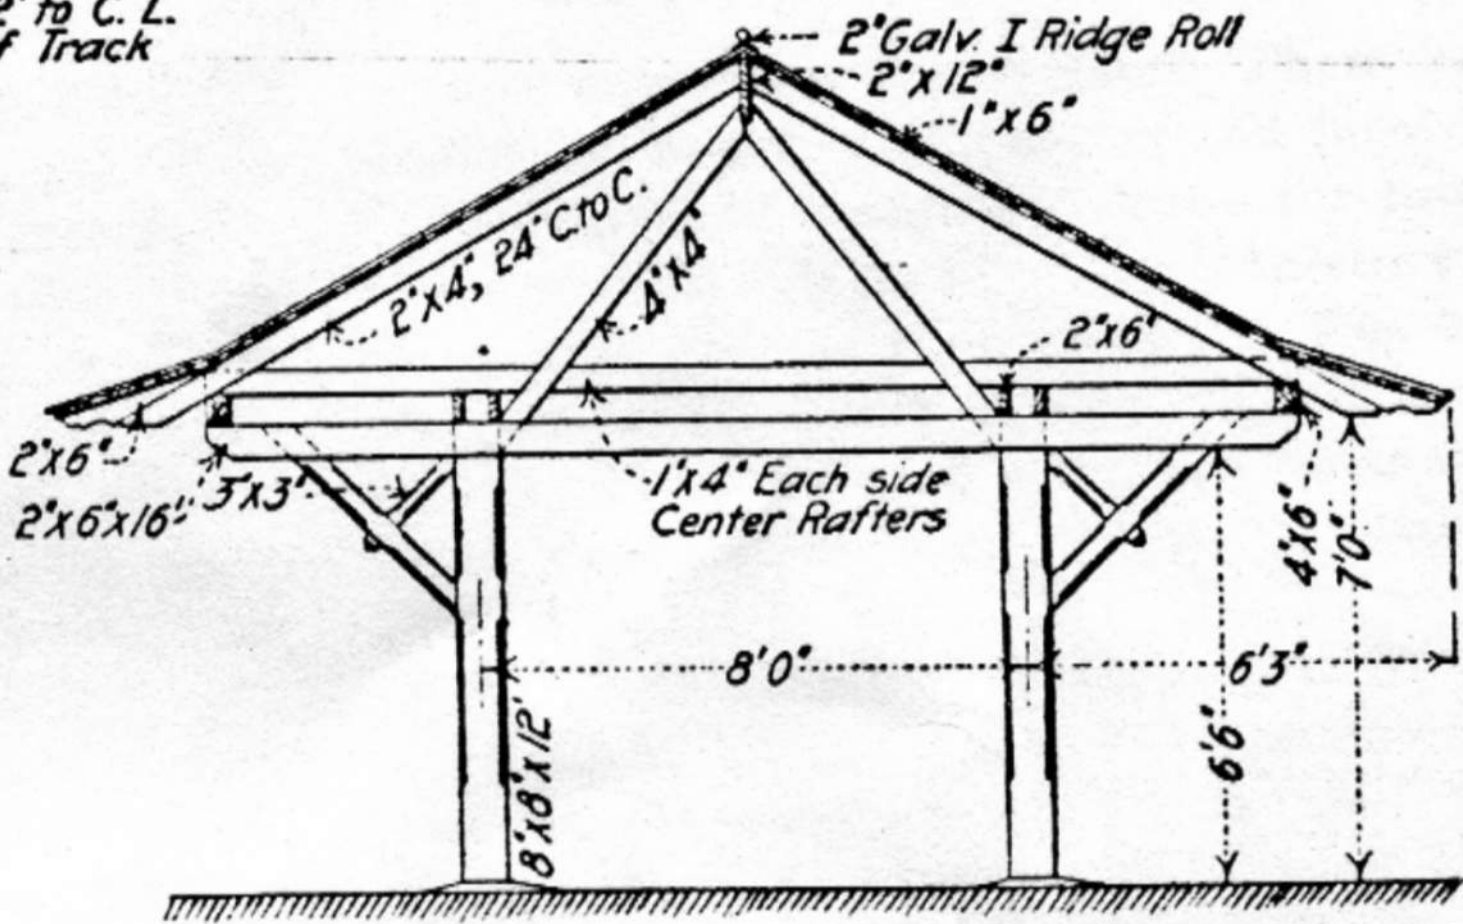 to C. L.
Track
2" Galv. I Ridge Roll
2"x12"
1"x6"
2"x4", 24" C. to C.
4"x4"
2"x6"
2"x6"
2"x6"x16'
3"x3"
1"x4" Each side
Center Rafters
4"x6"
7'0"
8'0"
6'3"
6'6"
8"x8"x12'